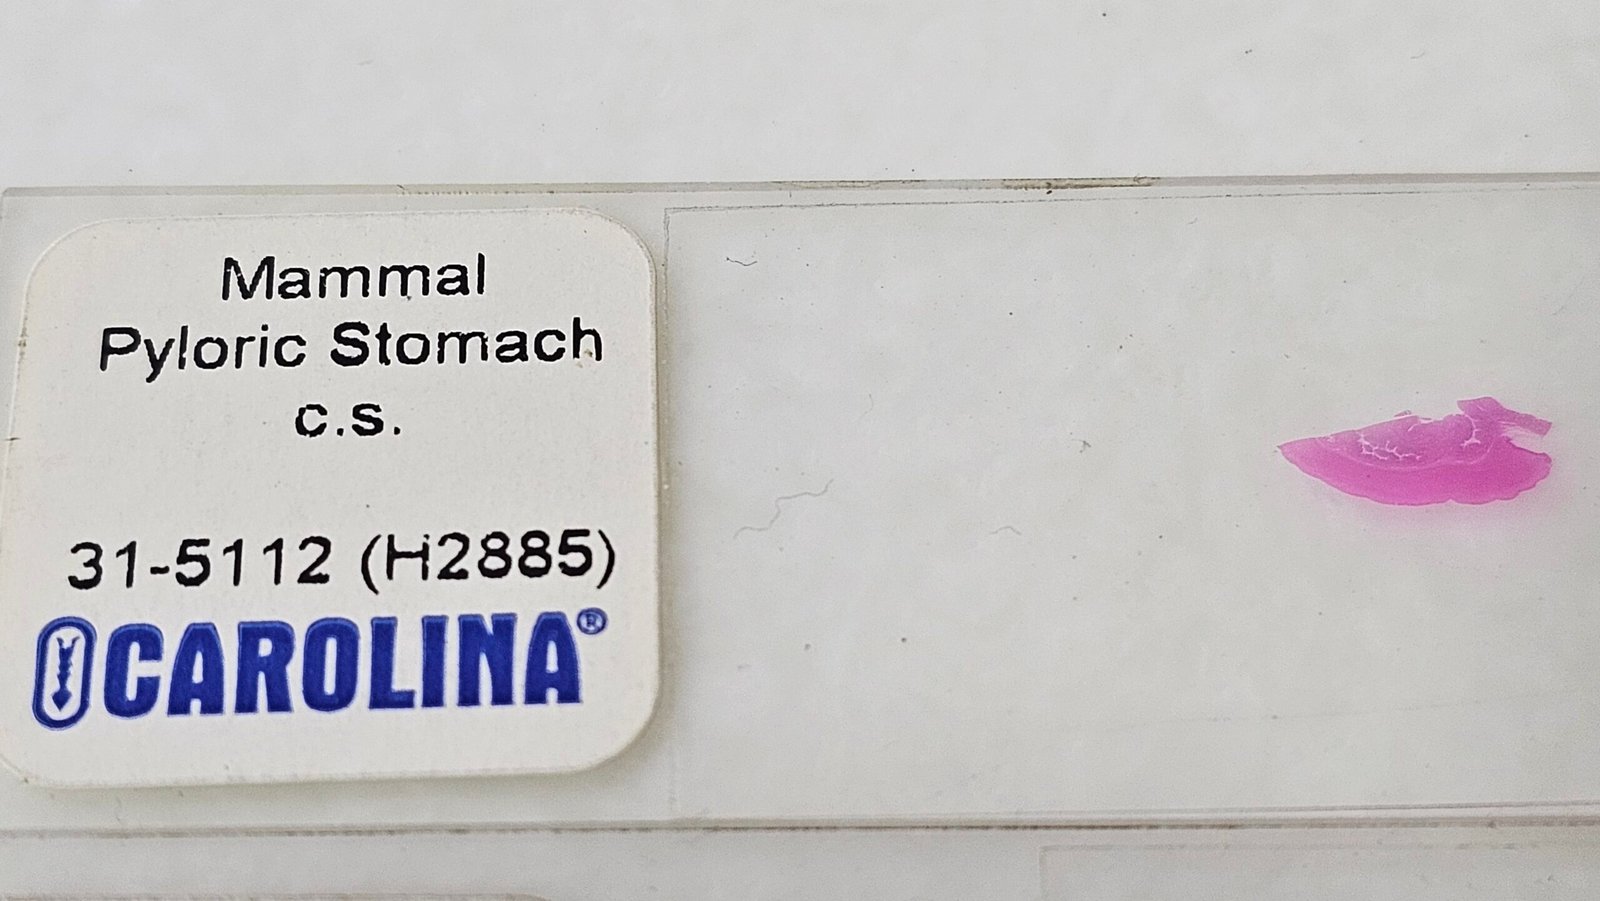 Mammal
Pyloric Stomach
c.s.
31-5112 (H2885)
CAROLINA®